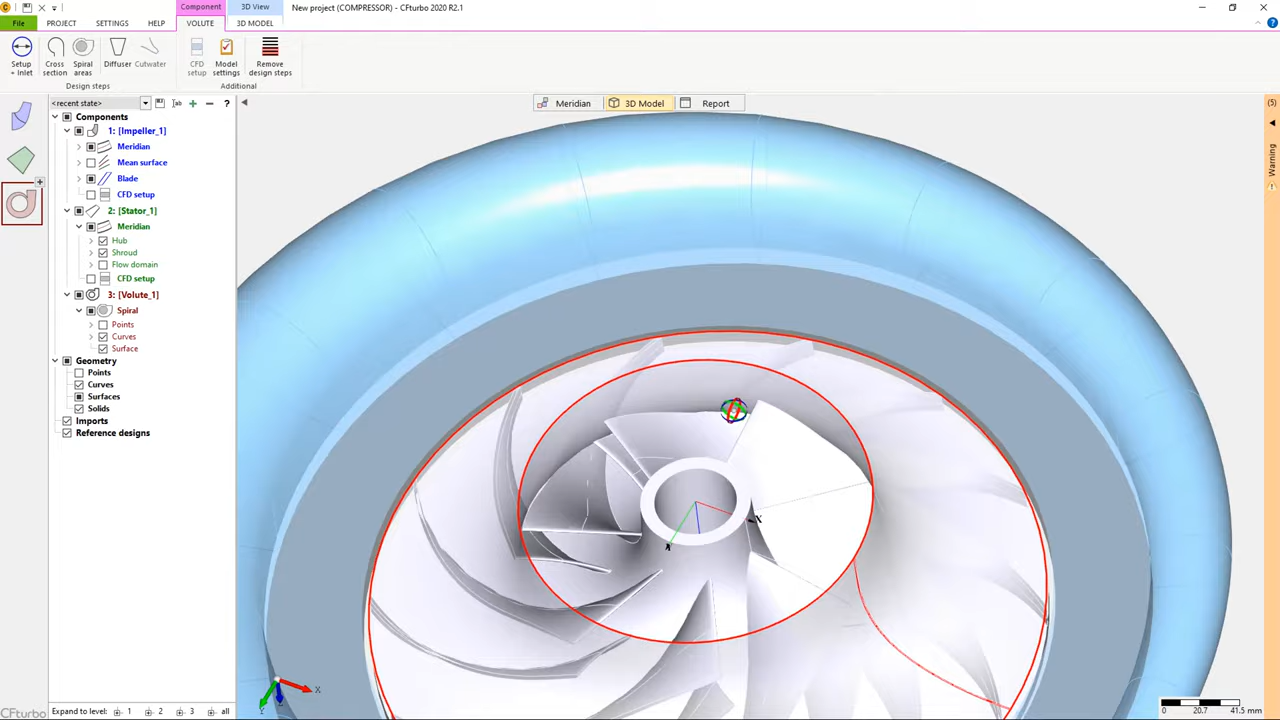 Component
3D View
New project (COMPRESSOR) - CFturbo 2020 R2.1
File
PROJECT
SETTINGS
HELP
VOLUTE
3D MODEL
Setup + Inlet
Cross section
Spiral areas
Diffuser
Cutwater
CFD setup
Model settings
Remove design steps
Design steps
Additional
<recent state>
Meridian
3D Model
Report
(5)
Warning
Components
1: [Impeller_1]
Meridian
Mean surface
Blade
CFD setup
2: [Stator_1]
Meridian
Hub
Shroud
Flow domain
CFD setup
3: [Volute_1]
Spiral
Points
Curves
Surface
Geometry
Points
Curves
Surfaces
Solids
Imports
Reference designs
X
X
CFturbo
Expand to level:
1
2
3
all
0
20.7
41.5 mm